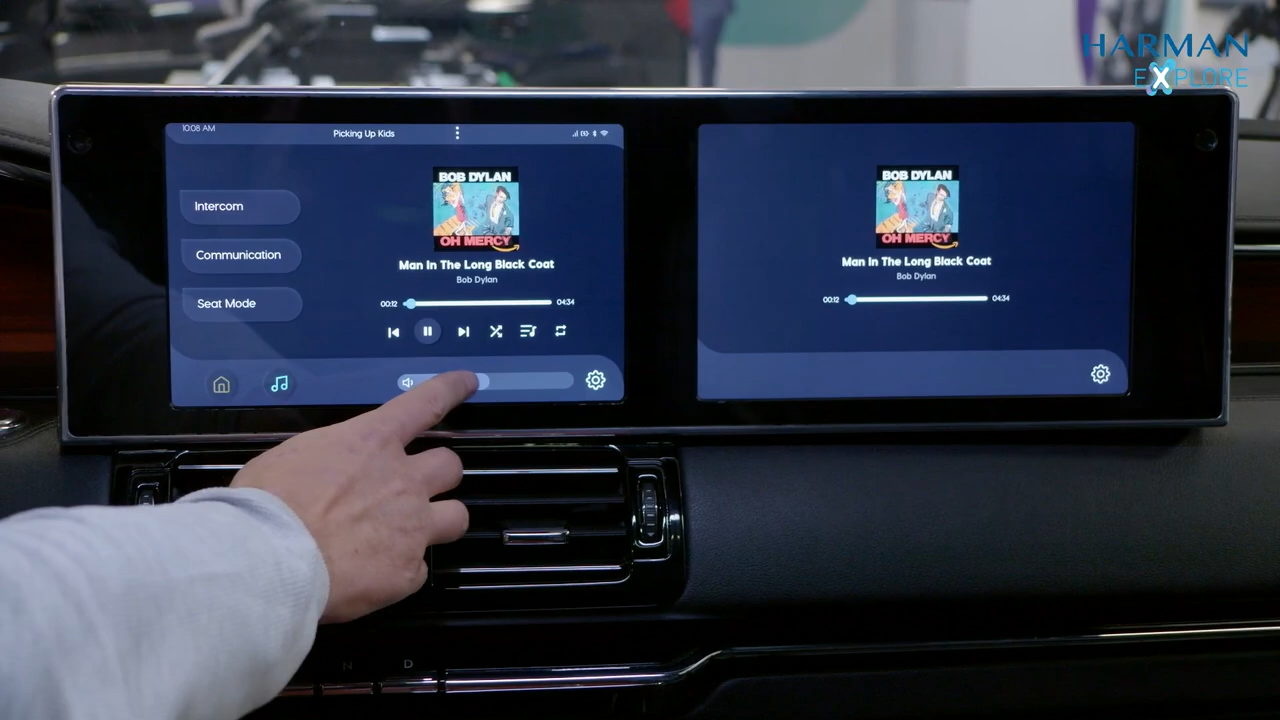 HARMAN
EXPLORE
10:08 AM
Picking Up Kids
Intercom
Communication
Seat Mode
BOB DYLAN
OH MERCY
Man In The Long Black Coat
Bob Dylan
00:12
04:34
BOB DYLAN
OH MERCY
Man In The Long Black Coat
Bob Dylan
00:12
04:34
N
D